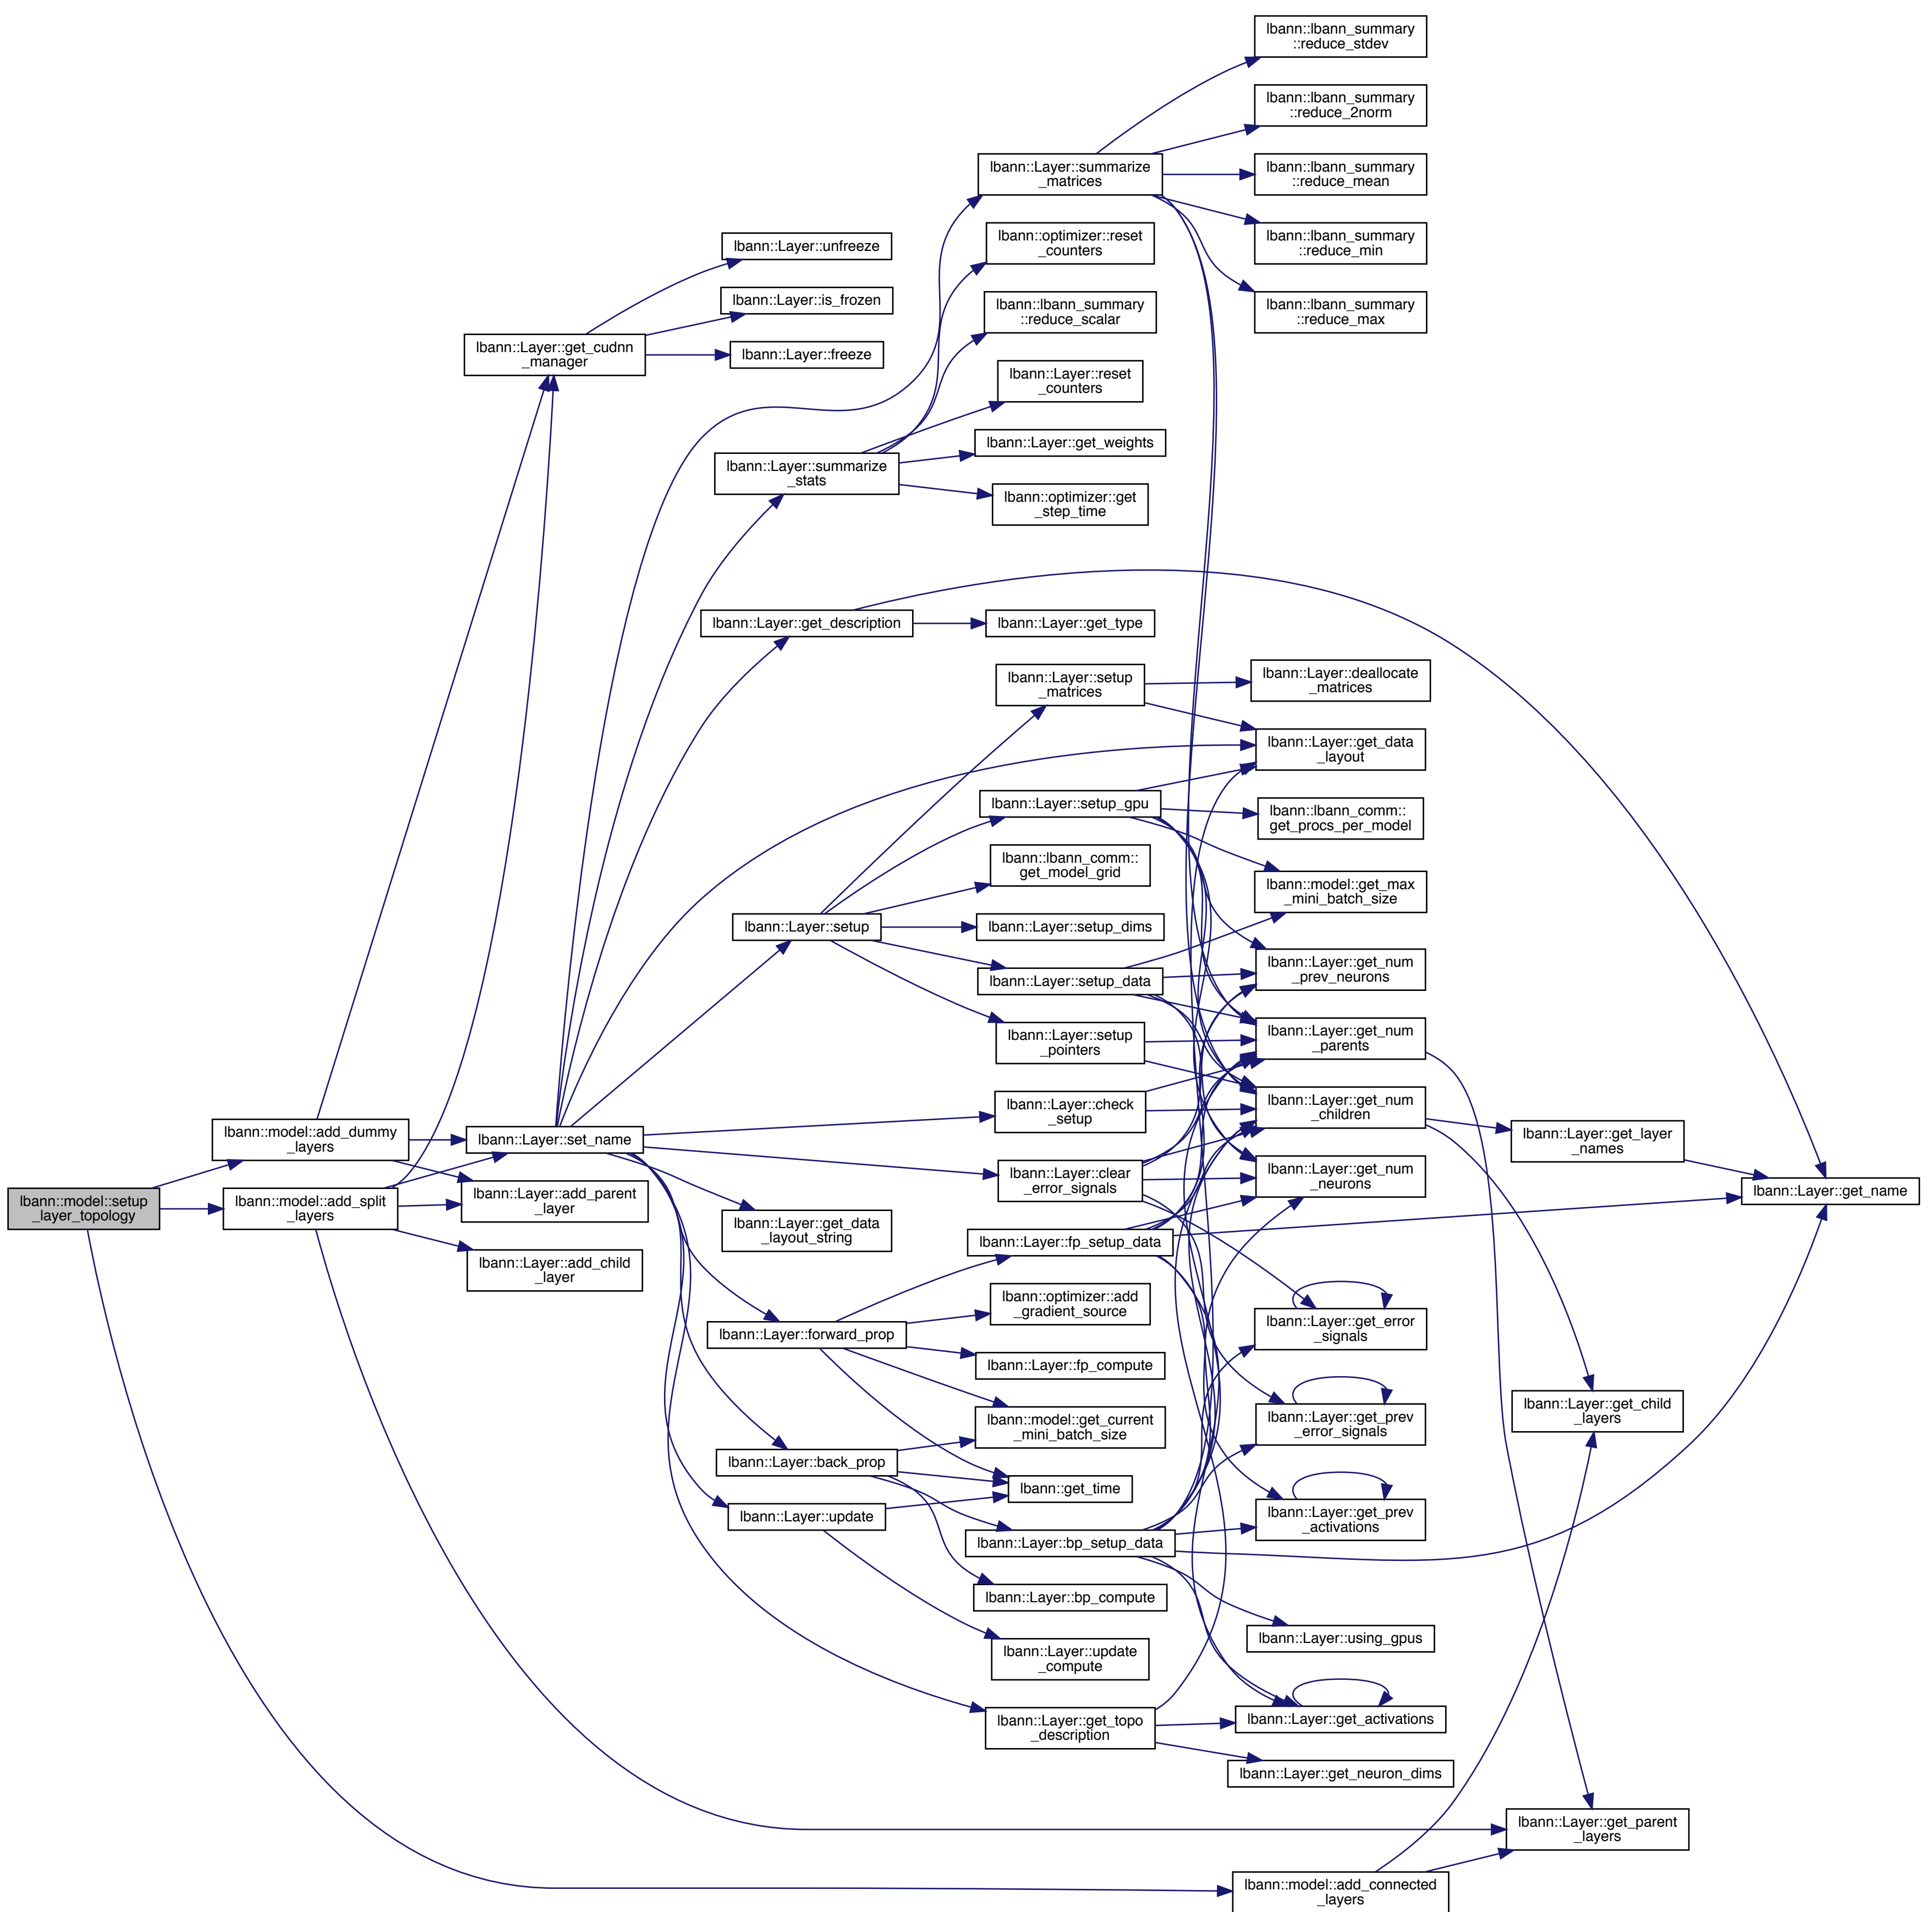 lbann::model::setup
_layer_topology
lbann::model::add_dummy
_layers
lbann::model::add_split
_layers
lbann::Layer::get_cudnn
_manager
lbann::Layer::set_name
lbann::Layer::add_parent
_layer
lbann::Layer::add_child
_layer
lbann::Layer::unfreeze
lbann::Layer::is_frozen
lbann::Layer::freeze
lbann::Layer::summarize
_stats
lbann::Layer::get_description
lbann::Layer::setup
lbann::Layer::get_data
_layout_string
lbann::Layer::forward_prop
lbann::Layer::back_prop
lbann::Layer::update
lbann::Layer::summarize
_matrices
lbann::optimizer::reset
_counters
lbann::lbann_summary
::reduce_scalar
lbann::Layer::reset
_counters
lbann::Layer::get_weights
lbann::optimizer::get
_step_time
lbann::Layer::get_type
lbann::Layer::setup
_matrices
lbann::Layer::setup_gpu
lbann::lbann_comm::
get_model_grid
lbann::Layer::setup_dims
lbann::Layer::setup_data
lbann::Layer::setup
_pointers
lbann::Layer::check
_setup
lbann::Layer::clear
_error_signals
lbann::Layer::fp_setup_data
lbann::optimizer::add
_gradient_source
lbann::Layer::fp_compute
lbann::model::get_current
_mini_batch_size
lbann::get_time
lbann::Layer::bp_setup_data
lbann::Layer::bp_compute
lbann::Layer::update
_compute
lbann::Layer::get_topo
_description
lbann::lbann_summary
::reduce_stdev
lbann::lbann_summary
::reduce_2norm
lbann::lbann_summary
::reduce_mean
lbann::lbann_summary
::reduce_min
lbann::lbann_summary
::reduce_max
lbann::Layer::deallocate
_matrices
lbann::Layer::get_data
_layout
lbann::lbann_comm::
get_procs_per_model
lbann::model::get_max
_mini_batch_size
lbann::Layer::get_num
_prev_neurons
lbann::Layer::get_num
_parents
lbann::Layer::get_num
_children
lbann::Layer::get_num
_neurons
lbann::Layer::get_error
_signals
lbann::Layer::get_prev
_error_signals
lbann::Layer::get_prev
_activations
lbann::Layer::using_gpus
lbann::Layer::get_activations
lbann::Layer::get_neuron_dims
lbann::model::add_connected
_layers
lbann::Layer::get_layer
_names
lbann::Layer::get_child
_layers
lbann::Layer::get_parent
_layers
lbann::Layer::get_name